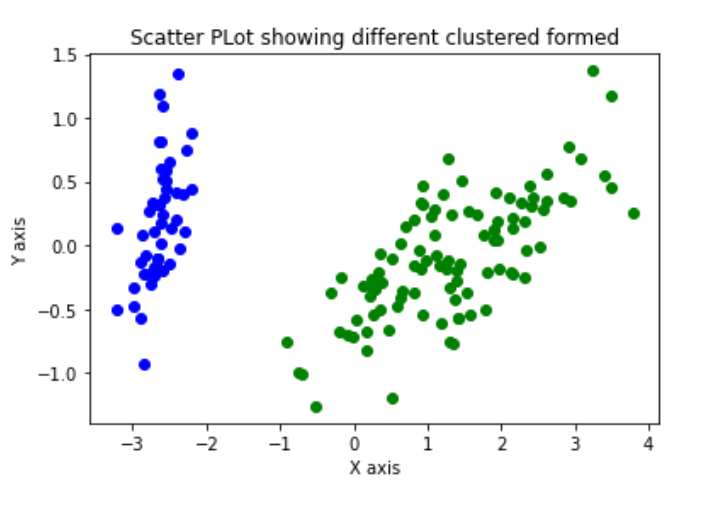 Scatter PLot showing different clustered formed
1.5
1.0
0.5
0.0
−0.5
−1.0
Y axis
−3 −2 −1 0 1 2 3 4
X axis